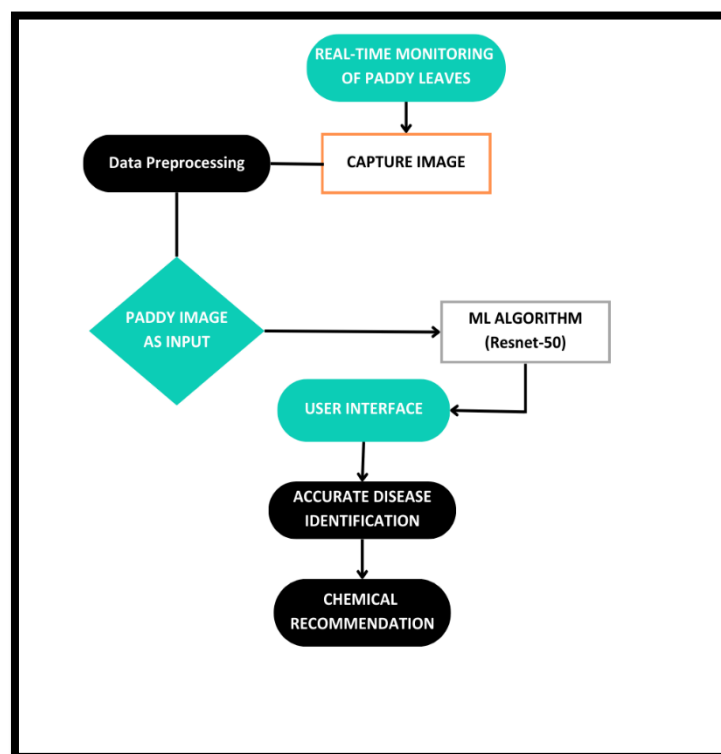 REAL-TIME MONITORING
OF PADDY LEAVES
Data Preprocessing
CAPTURE IMAGE
PADDY IMAGE
AS INPUT
ML ALGORITHM
(Resnet-50)
USER INTERFACE
ACCURATE DISEASE
IDENTIFICATION
CHEMICAL
RECOMMENDATION